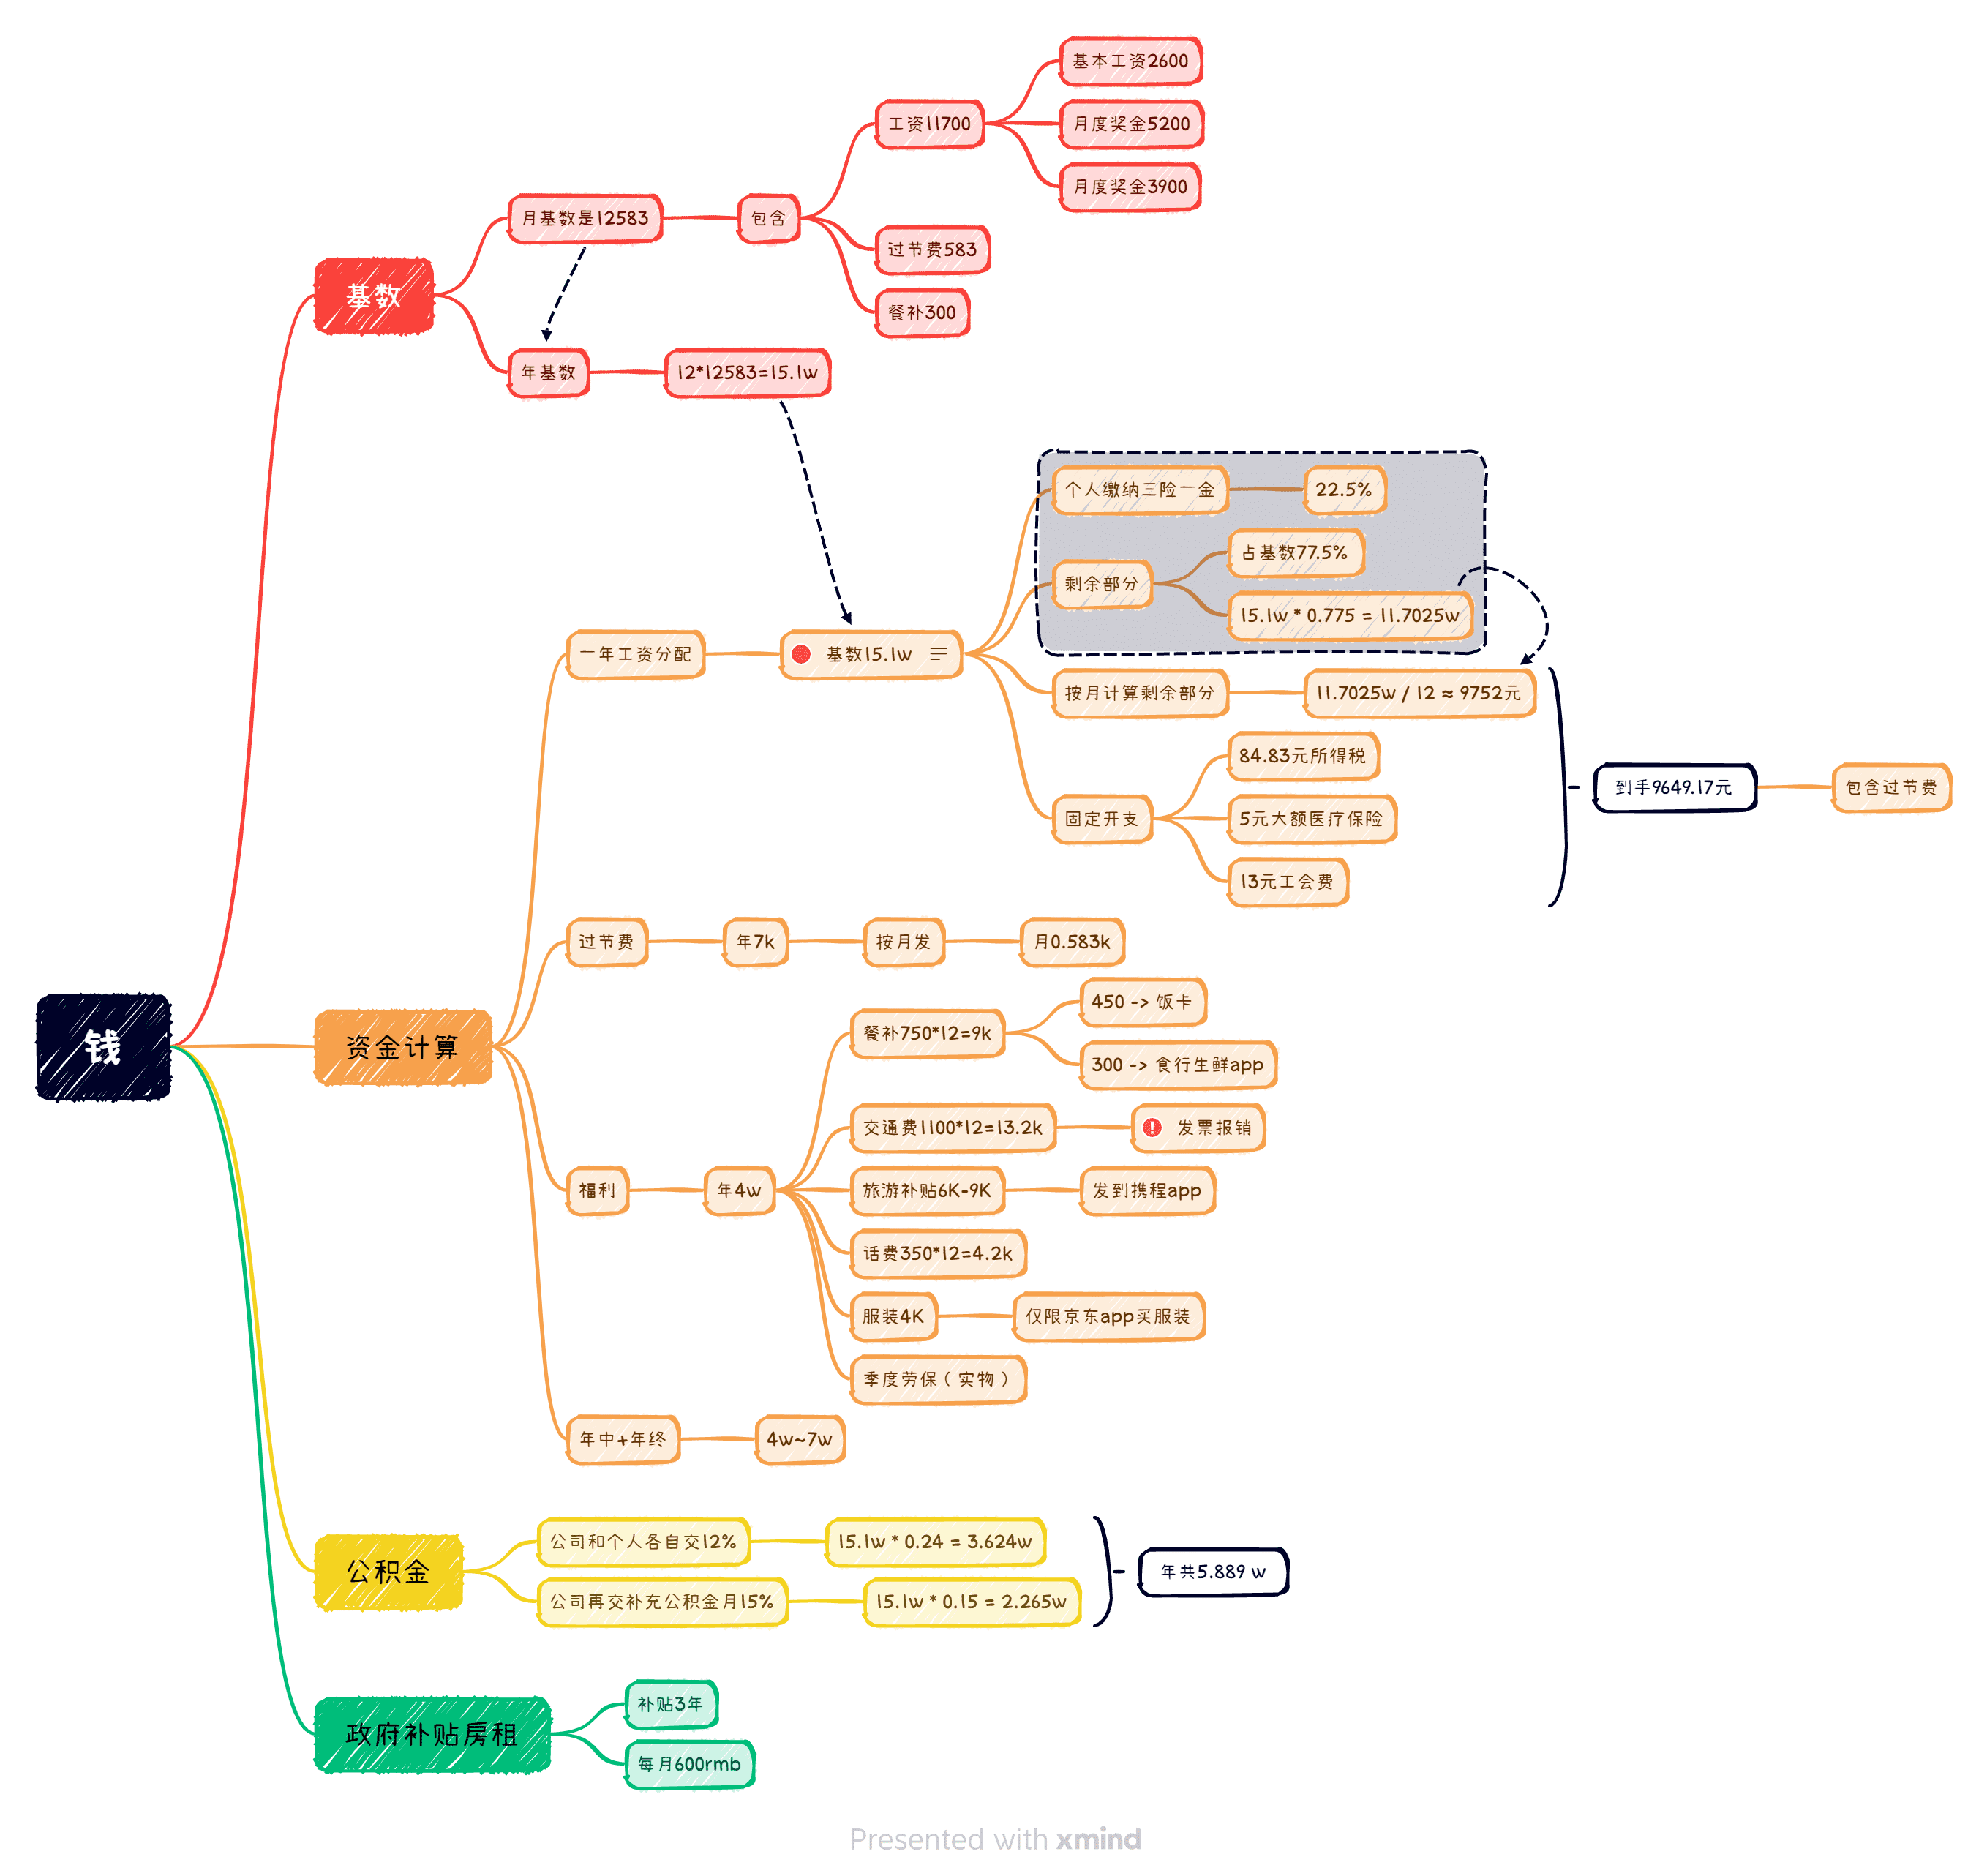 钱
基数
月基数是12583
包含
工资11700
基本工资2600
月度奖金5200
月度奖金3900
过节费583
餐补300
年基数
12*12583=15.1w
资金计算
一年工资分配
基数15.1w
个人缴纳三险一金
22.5%
剩余部分
占基数77.5%
15.1w * 0.775 = 11.7025w
按月计算剩余部分
11.7025w / 12 ≈ 9752元
固定开支
84.83元所得税
5元大额医疗保险
13元工会费
到手9649.17元
包含过节费
过节费
年7k
按月发
月0.583k
福利
年4w
餐补750*12=9k
450 -> 饭卡
300 -> 食行生鲜app
交通费1100*12=13.2k
发票报销
旅游补贴6K-9K
发到携程app
话费350*12=4.2k
服装4K
仅限京东app买服装
季度劳保（实物）
年中+年终
4w~7w
公积金
公司和个人各自交12%
15.1w * 0.24 = 3.624w
公司再交补充公积金月15%
15.1w * 0.15 = 2.265w
年共5.889 w
政府补贴房租
补贴3年
每月600rmb
Presented with xmind